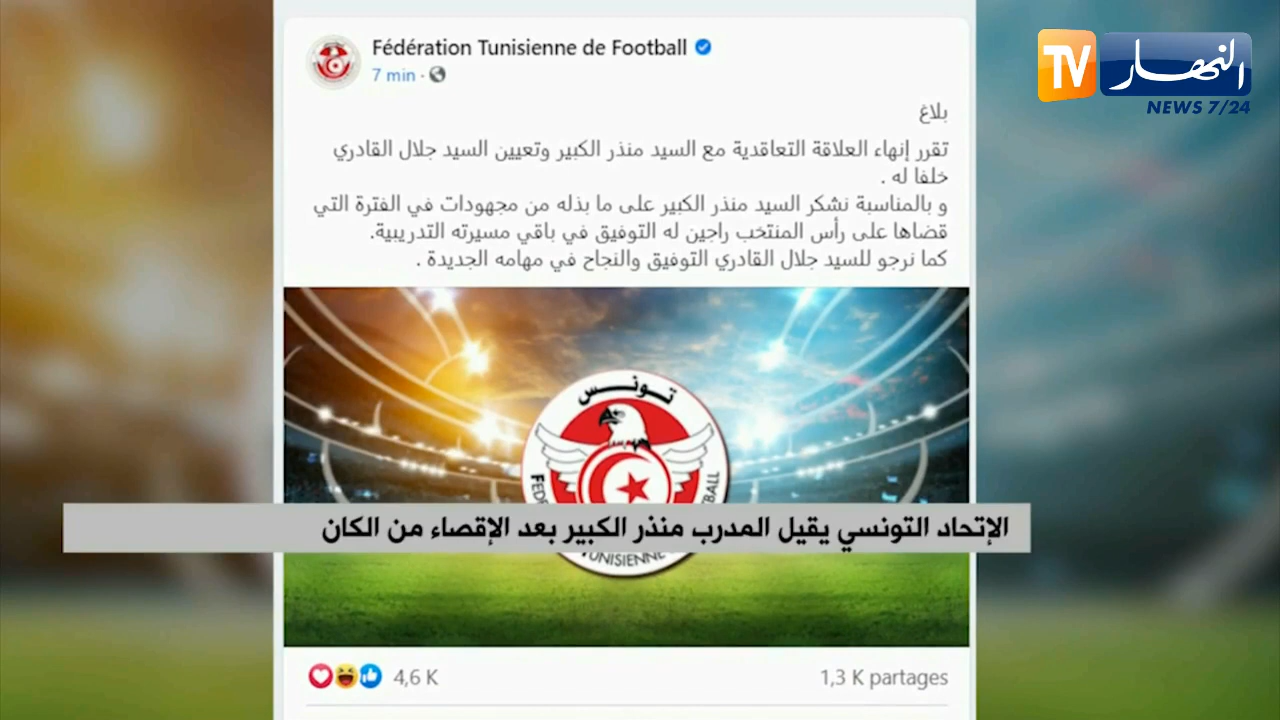 Fédération Tunisienne de Football
7 min ·
TV النهار
NEWS 7/24
بلاغ
تقرر إنهاء العلاقة التعاقدية مع السيد منذر الكبير وتعيين السيد جلال القادري
خلفا له .
و بالمناسبة نشكر السيد منذر الكبير على ما بذله من مجهودات في الفترة التي
قضاها على رأس المنتخب راجين له التوفيق في باقي مسيرته التدريبية.
كما نرجو للسيد جلال القادري التوفيق والنجاح في مهامه الجديدة .
تونس
الإتحاد التونسي يقيل المدرب منذر الكبير بعد الإقصاء من الكان
TUNISIENNE
4,6 K
1,3 K partages